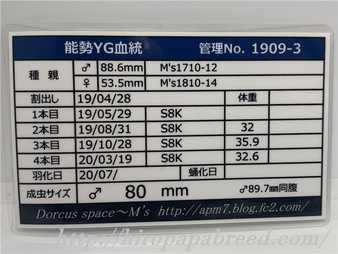 能勢YG血統 管理No. 1909-3
種親 ♂ 88.6mm M's1710-12
♀ 53.5mm M's1810-14
割出し 19/04/28 体重
1本目 19/05/29 S8K
2本目 19/08/31 S8K 32
3本目 19/10/28 S8K 35.9
4本目 20/03/19 S8K 32.6
羽化日 20/07/ 蛹化日
成虫サイズ ♂ 80 mm ♂89.7mm同腹
Dorcus space～M's http://apm7.blog.fc2.com/
http://hiropapabreed.com/